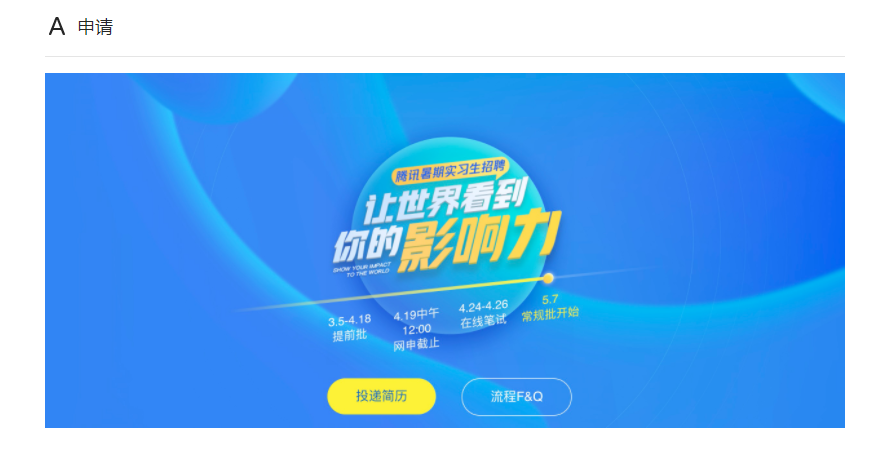 A 申请
腾讯暑期实习生招聘
让世界看到
你的影响力
SHOW YOUR IMPACT
TO THE WORLD
3.5-4.18
提前批
4.19中午
12:00
网申截止
4.24-4.26
在线笔试
5.7
常规批开始
投递简历
流程F&Q